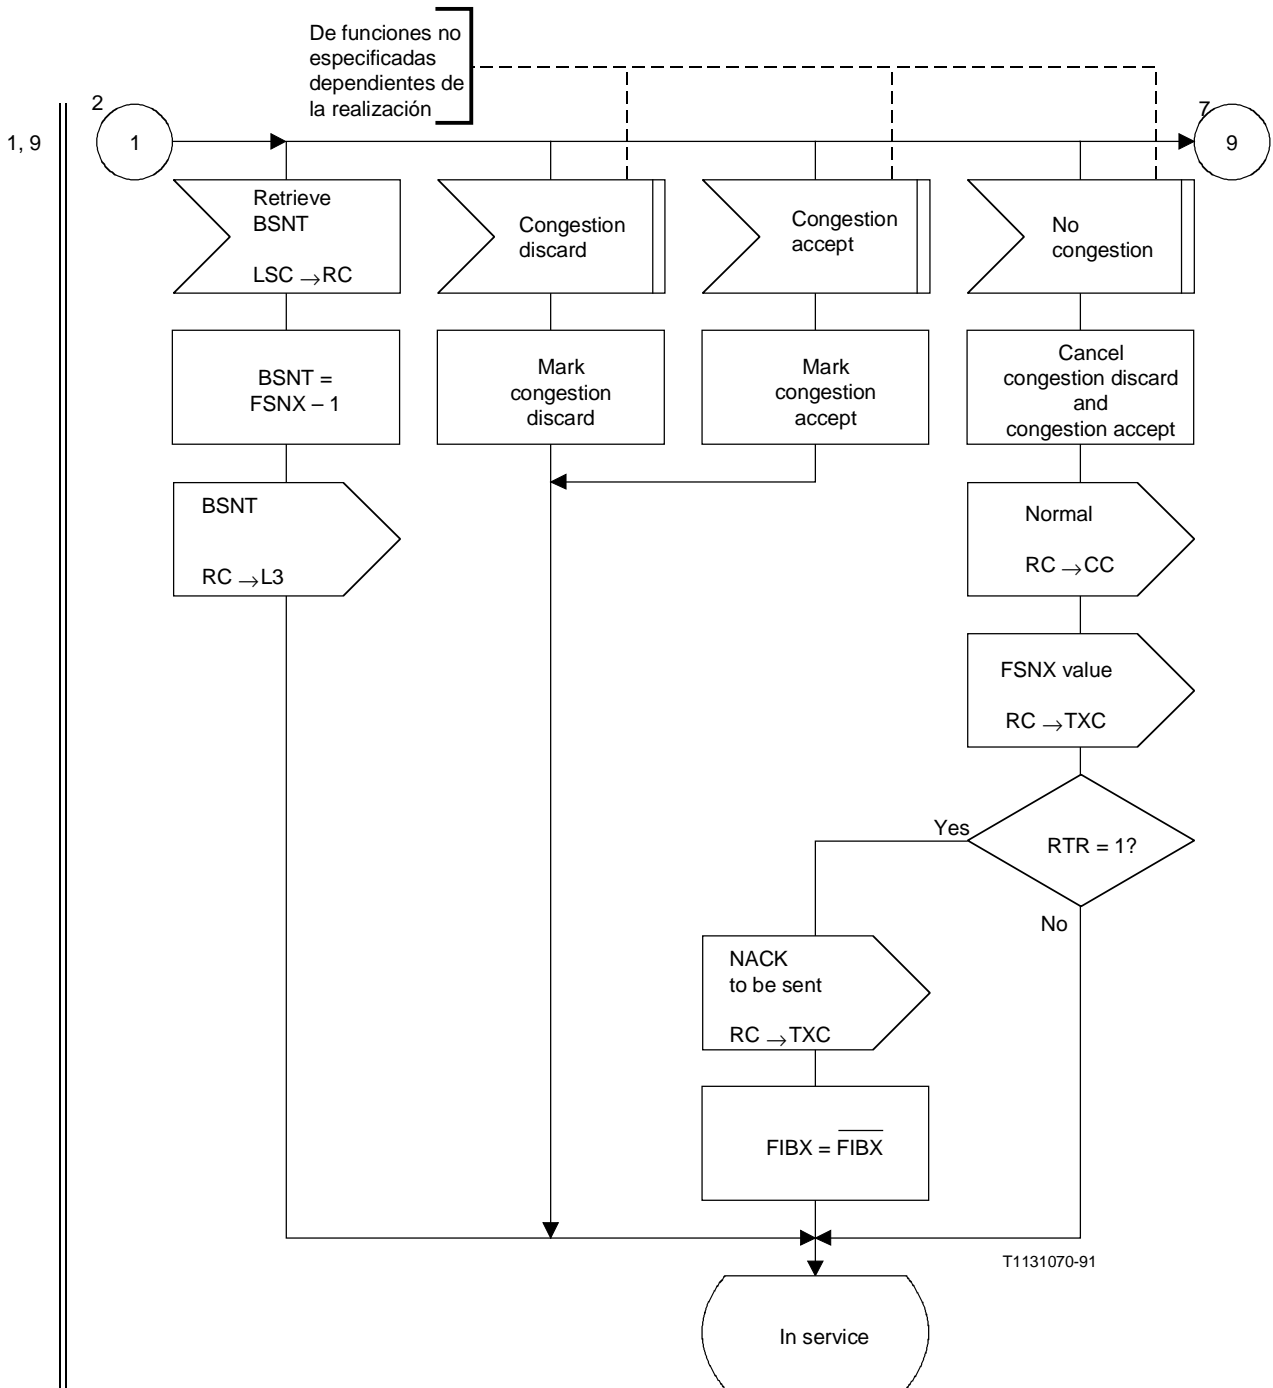 De funciones no
especificadas
dependientes de
la realización
1, 9
2
1
7
9
Retrieve
BSNT
LSC →RC
Congestion
discard
Congestion
accept
No
congestion
BSNT =
FSNX – 1
Mark
congestion
discard
Mark
congestion
accept
Cancel
congestion discard
and
congestion accept
BSNT
RC →L3
Normal
RC →CC
FSNX value
RC →TXC
Yes
RTR = 1?
No
NACK
to be sent
RC →TXC
FIBX = F̅I̅B̅X̅
T1131070-91
In service